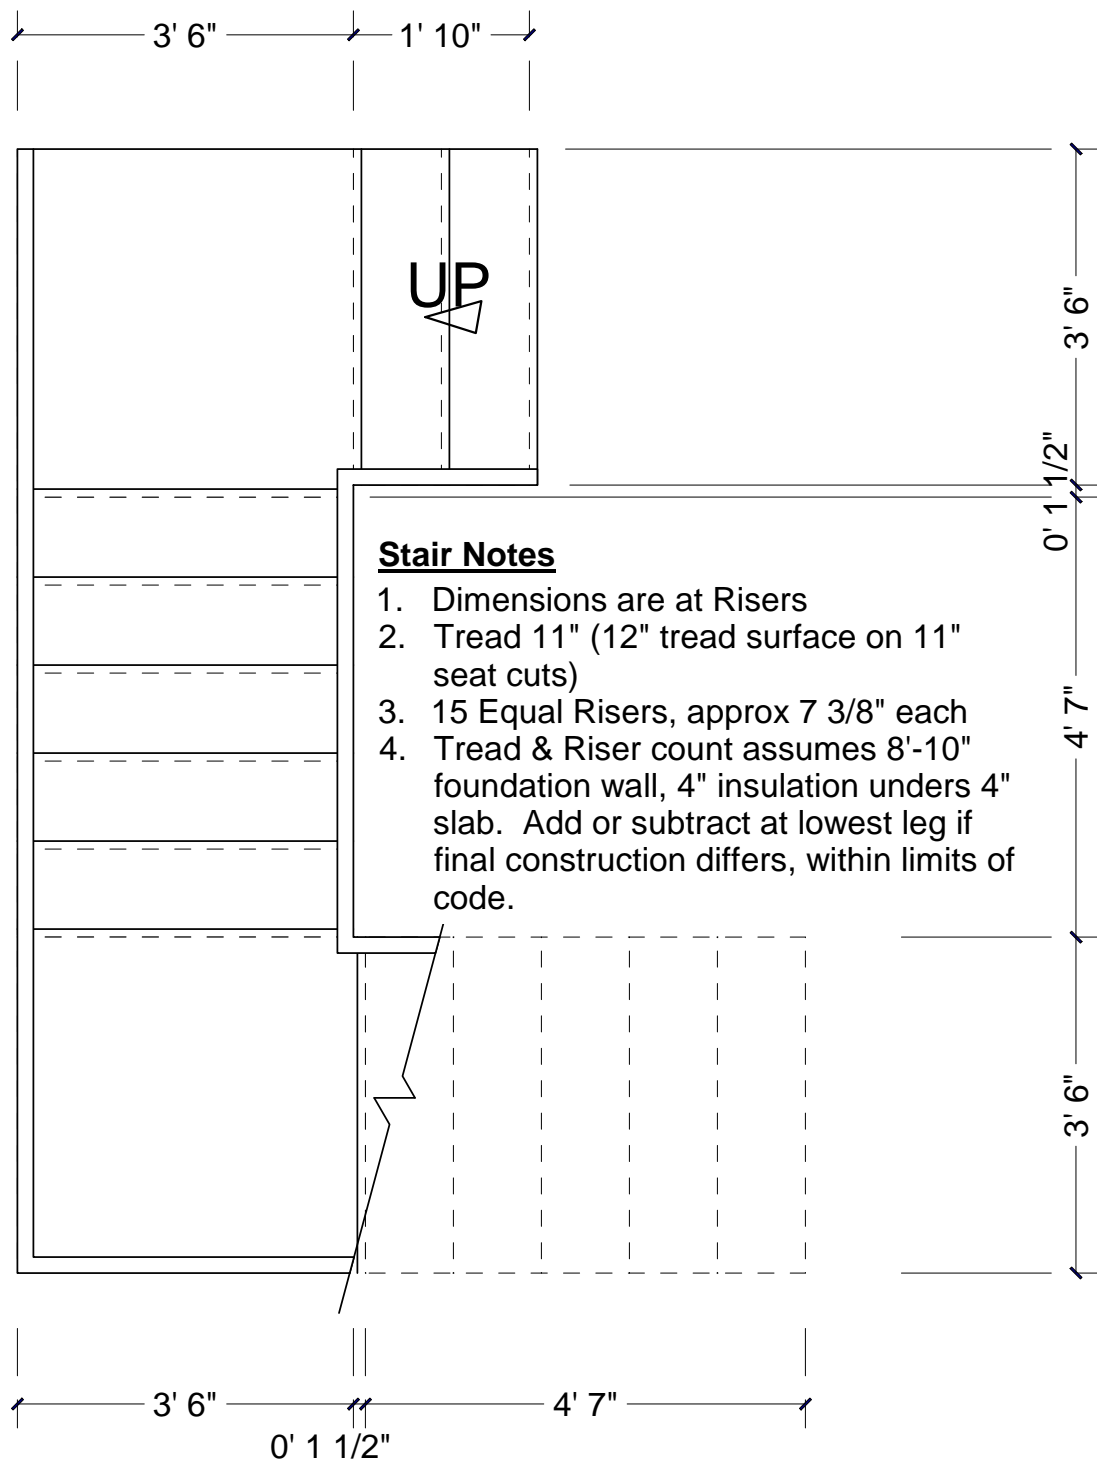 3' 6"
1' 10"
UP
3' 6"
0' 1 1/2"
Stair Notes
1. Dimensions are at Risers
2. Tread 11" (12" tread surface on 11"
seat cuts)
3. 15 Equal Risers, approx 7 3/8" each
4. Tread & Riser count assumes 8'-10"
foundation wall, 4" insulation unders 4"
slab. Add or subtract at lowest leg if
final construction differs, within limits of
code.
4' 7"
3' 6"
3' 6"
4' 7"
0' 1 1/2"